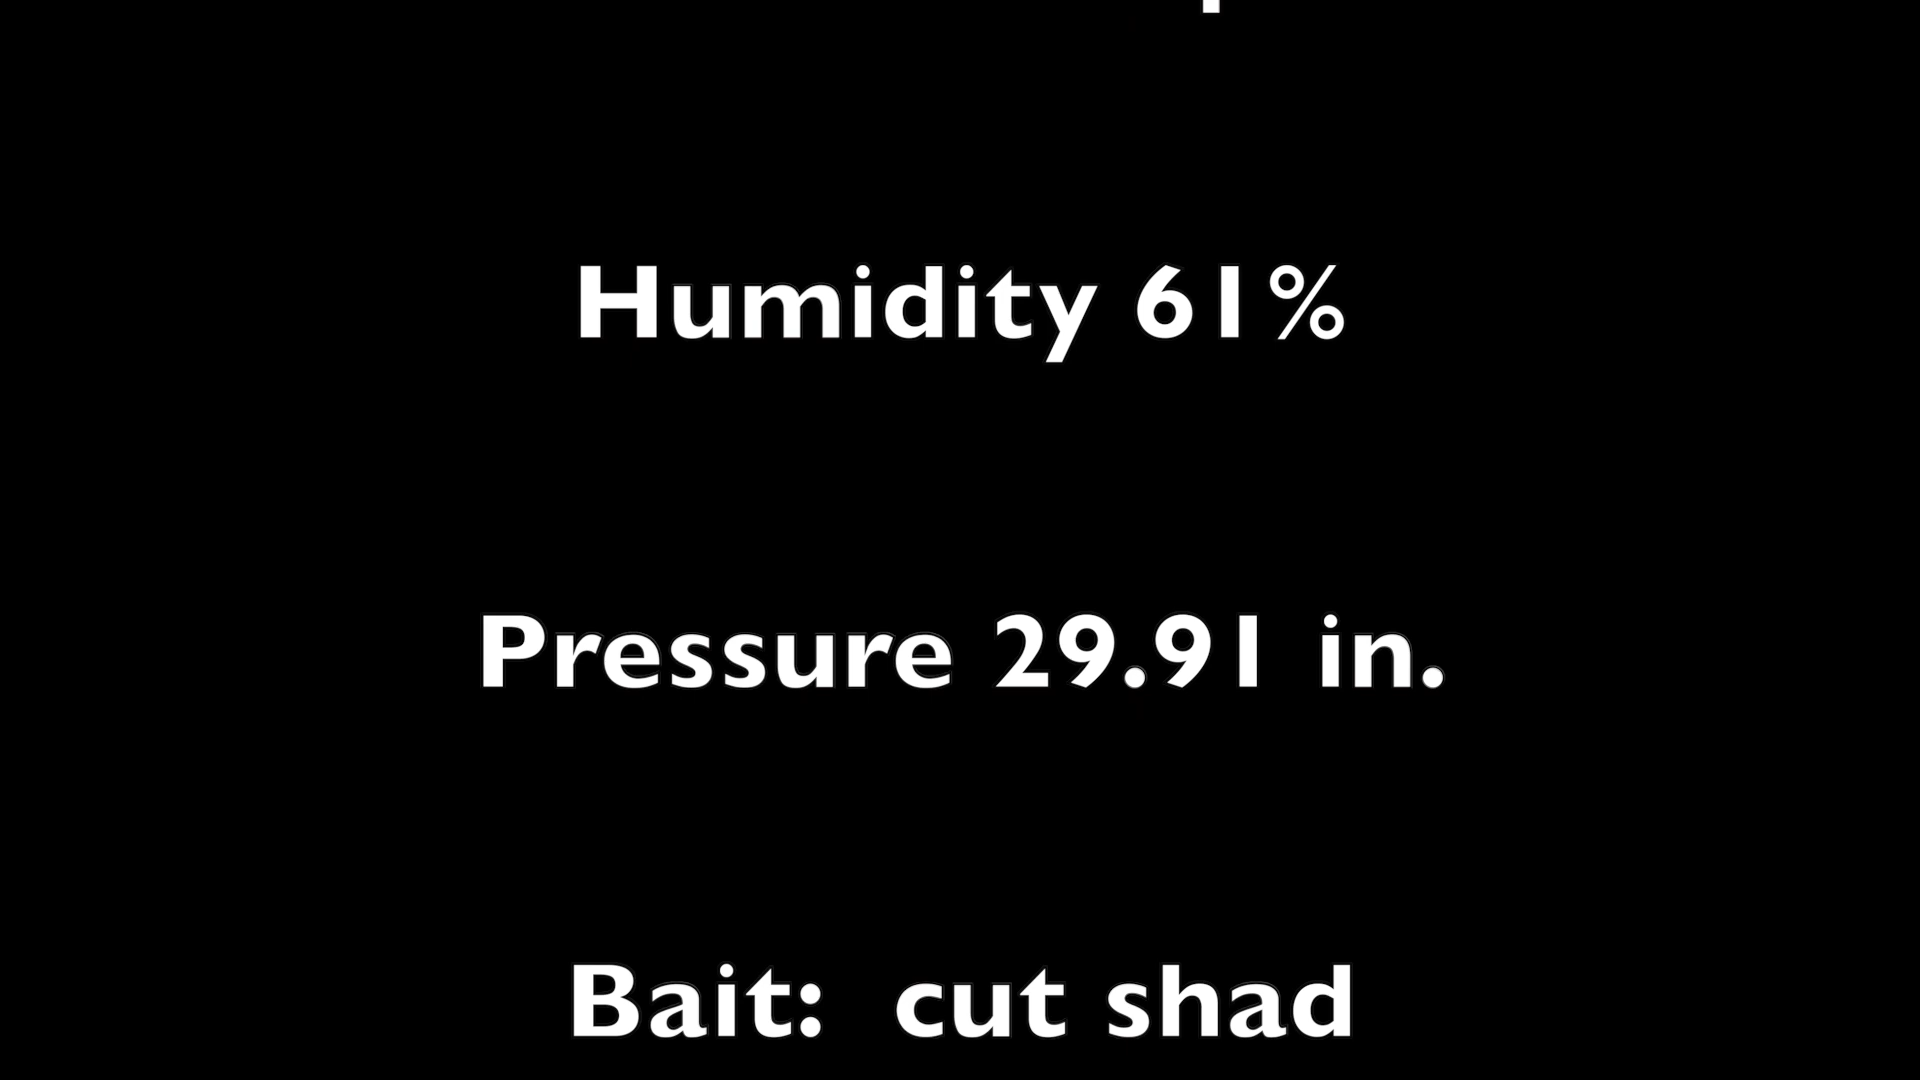 Humidity 61%
Pressure 29.91 in.
Bait:  cut shad